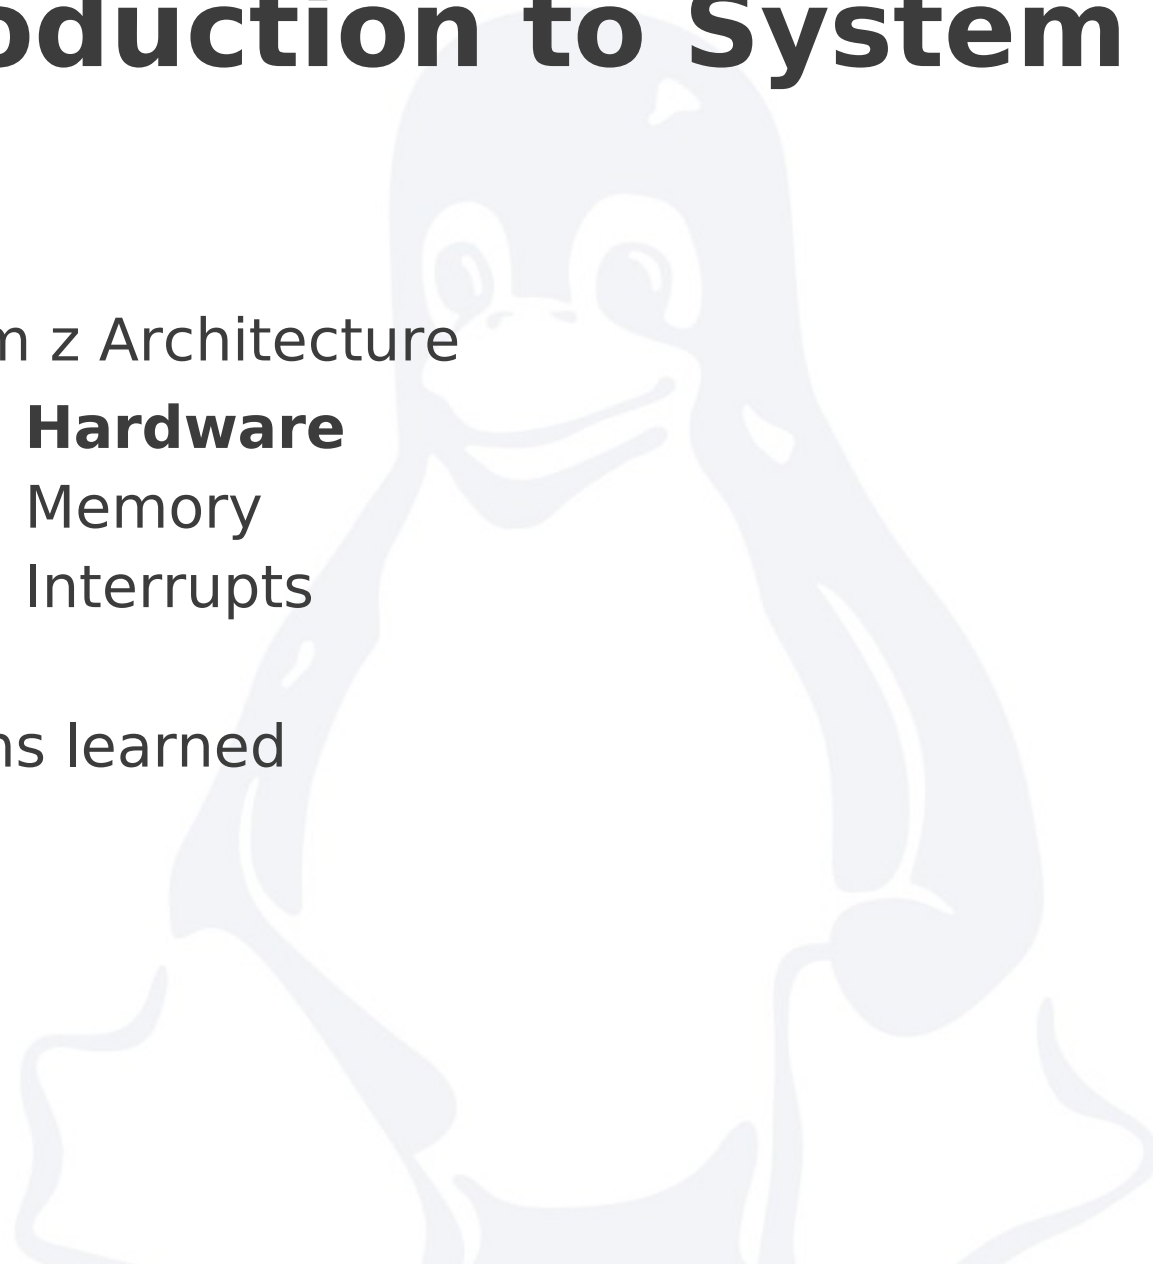 oduction to System
m z Architecture
Hardware
Memory
Interrupts
ns learned